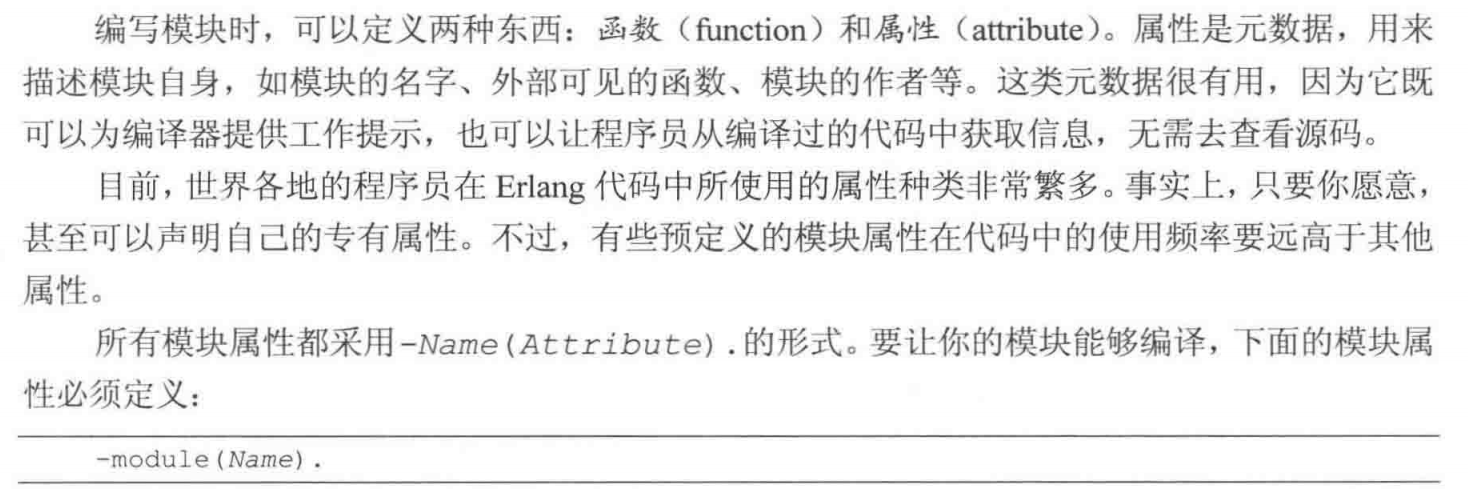 编写模块时，可以定义两种东西：函数（function）和属性（attribute）。属性是元数据，用来
描述模块自身，如模块的名字、外部可见的函数、模块的作者等。这类元数据很有用，因为它既
可以为编译器提供工作提示，也可以让程序员从编译过的代码中获取信息，无需去查看源码。
目前，世界各地的程序员在 Erlang 代码中所使用的属性种类非常繁多。事实上，只要你愿意，
甚至可以声明自己的专有属性。不过，有些预定义的模块属性在代码中的使用频率要远高于其他
属性。
所有模块属性都采用-Name(Attribute).的形式。要让你的模块能够编译，下面的模块属
性必须定义：
-module(Name).